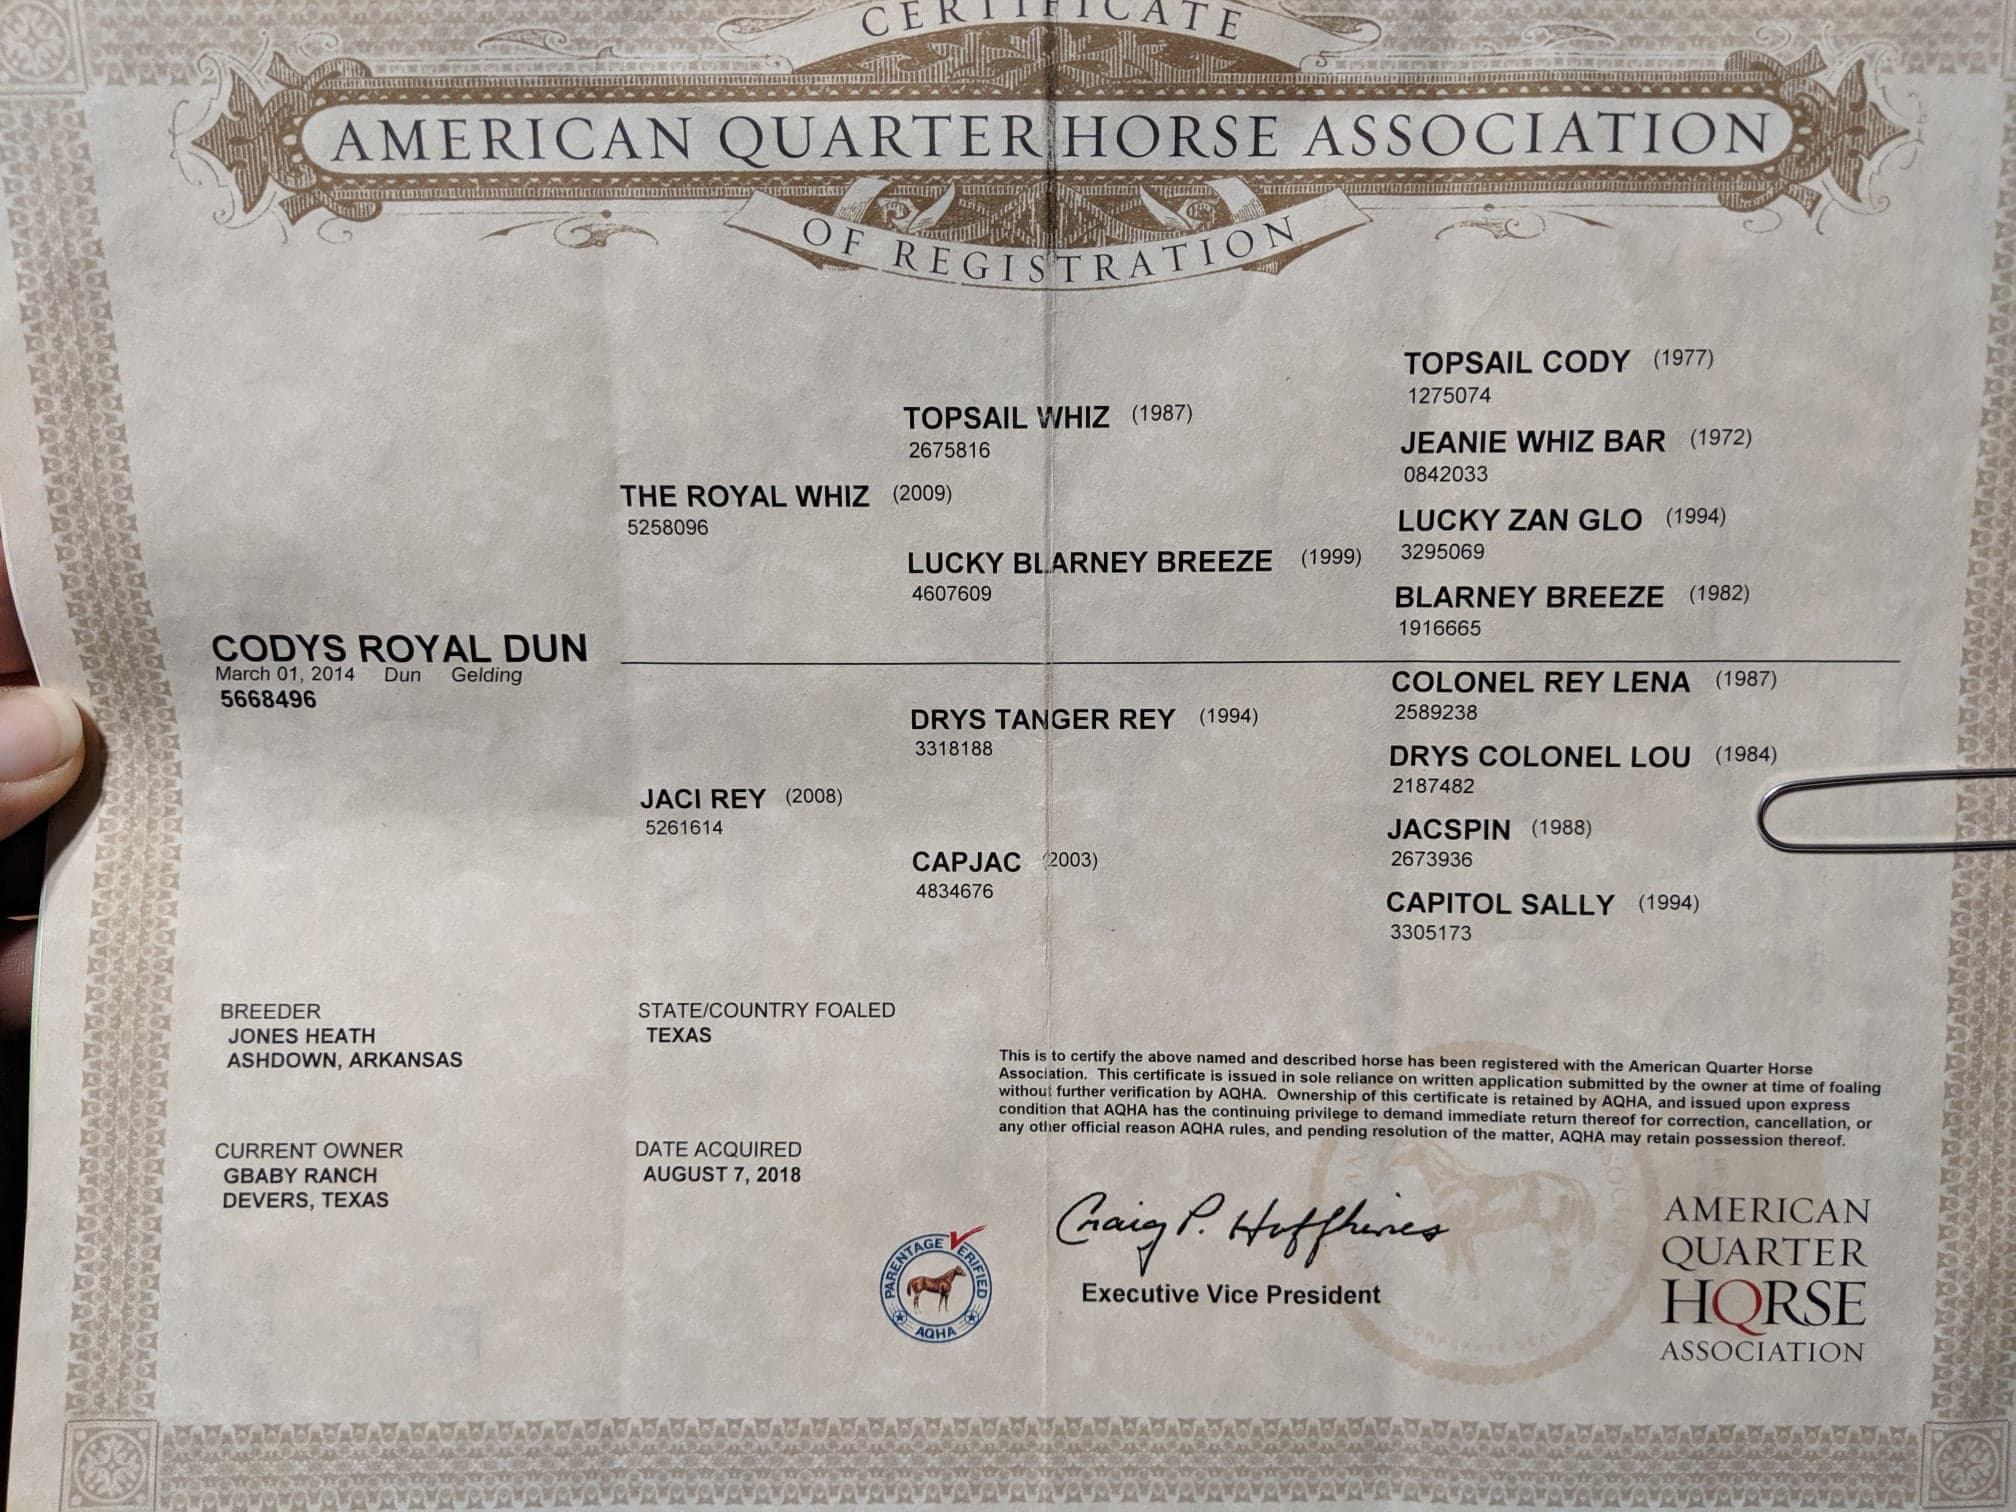 CERTIFICATE
AMERICAN QUARTER HORSE ASSOCIATION
OF REGISTRATION
TOPSAIL CODY (1977)
1275074
TOPSAIL WHIZ (1987)
2675816
JEANIE WHIZ BAR (1972)
0842033
THE ROYAL WHIZ (2009)
5258096
LUCKY ZAN GLO (1994)
3295069
LUCKY BLARNEY BREEZE (1999)
4607609
BLARNEY BREEZE (1982)
1916665
CODYS ROYAL DUN
March 01, 2014 Dun Gelding
5668496
COLONEL REY LENA (1987)
2589238
DRYS TANGER REY (1994)
3318188
DRYS COLONEL LOU (1984)
2187482
JACI REY (2008)
5261614
JACSPIN (1988)
2673936
CAPJAC (2003)
4834676
CAPITOL SALLY (1994)
3305173
BREEDER
JONES HEATH
ASHDOWN, ARKANSAS
STATE/COUNTRY FOALED
TEXAS
This is to certify the above named and described horse has been registered with the American Quarter Horse
Association. This certificate is issued in sole reliance on written application submitted by the owner at time of foaling
without further verification by AQHA. Ownership of this certificate is retained by AQHA, and issued upon express
condition that AQHA has the continuing privilege to demand immediate return thereof for correction, cancellation, or
any other official reason AQHA rules, and pending resolution of the matter, AQHA may retain possession thereof.
CURRENT OWNER
GBABY RANCH
DEVERS, TEXAS
DATE ACQUIRED
AUGUST 7, 2018
PARENTAGE VERIFIED
AQHA
Craig P. Huffhines
Executive Vice President
AMERICAN
QUARTER
HORSE
ASSOCIATION